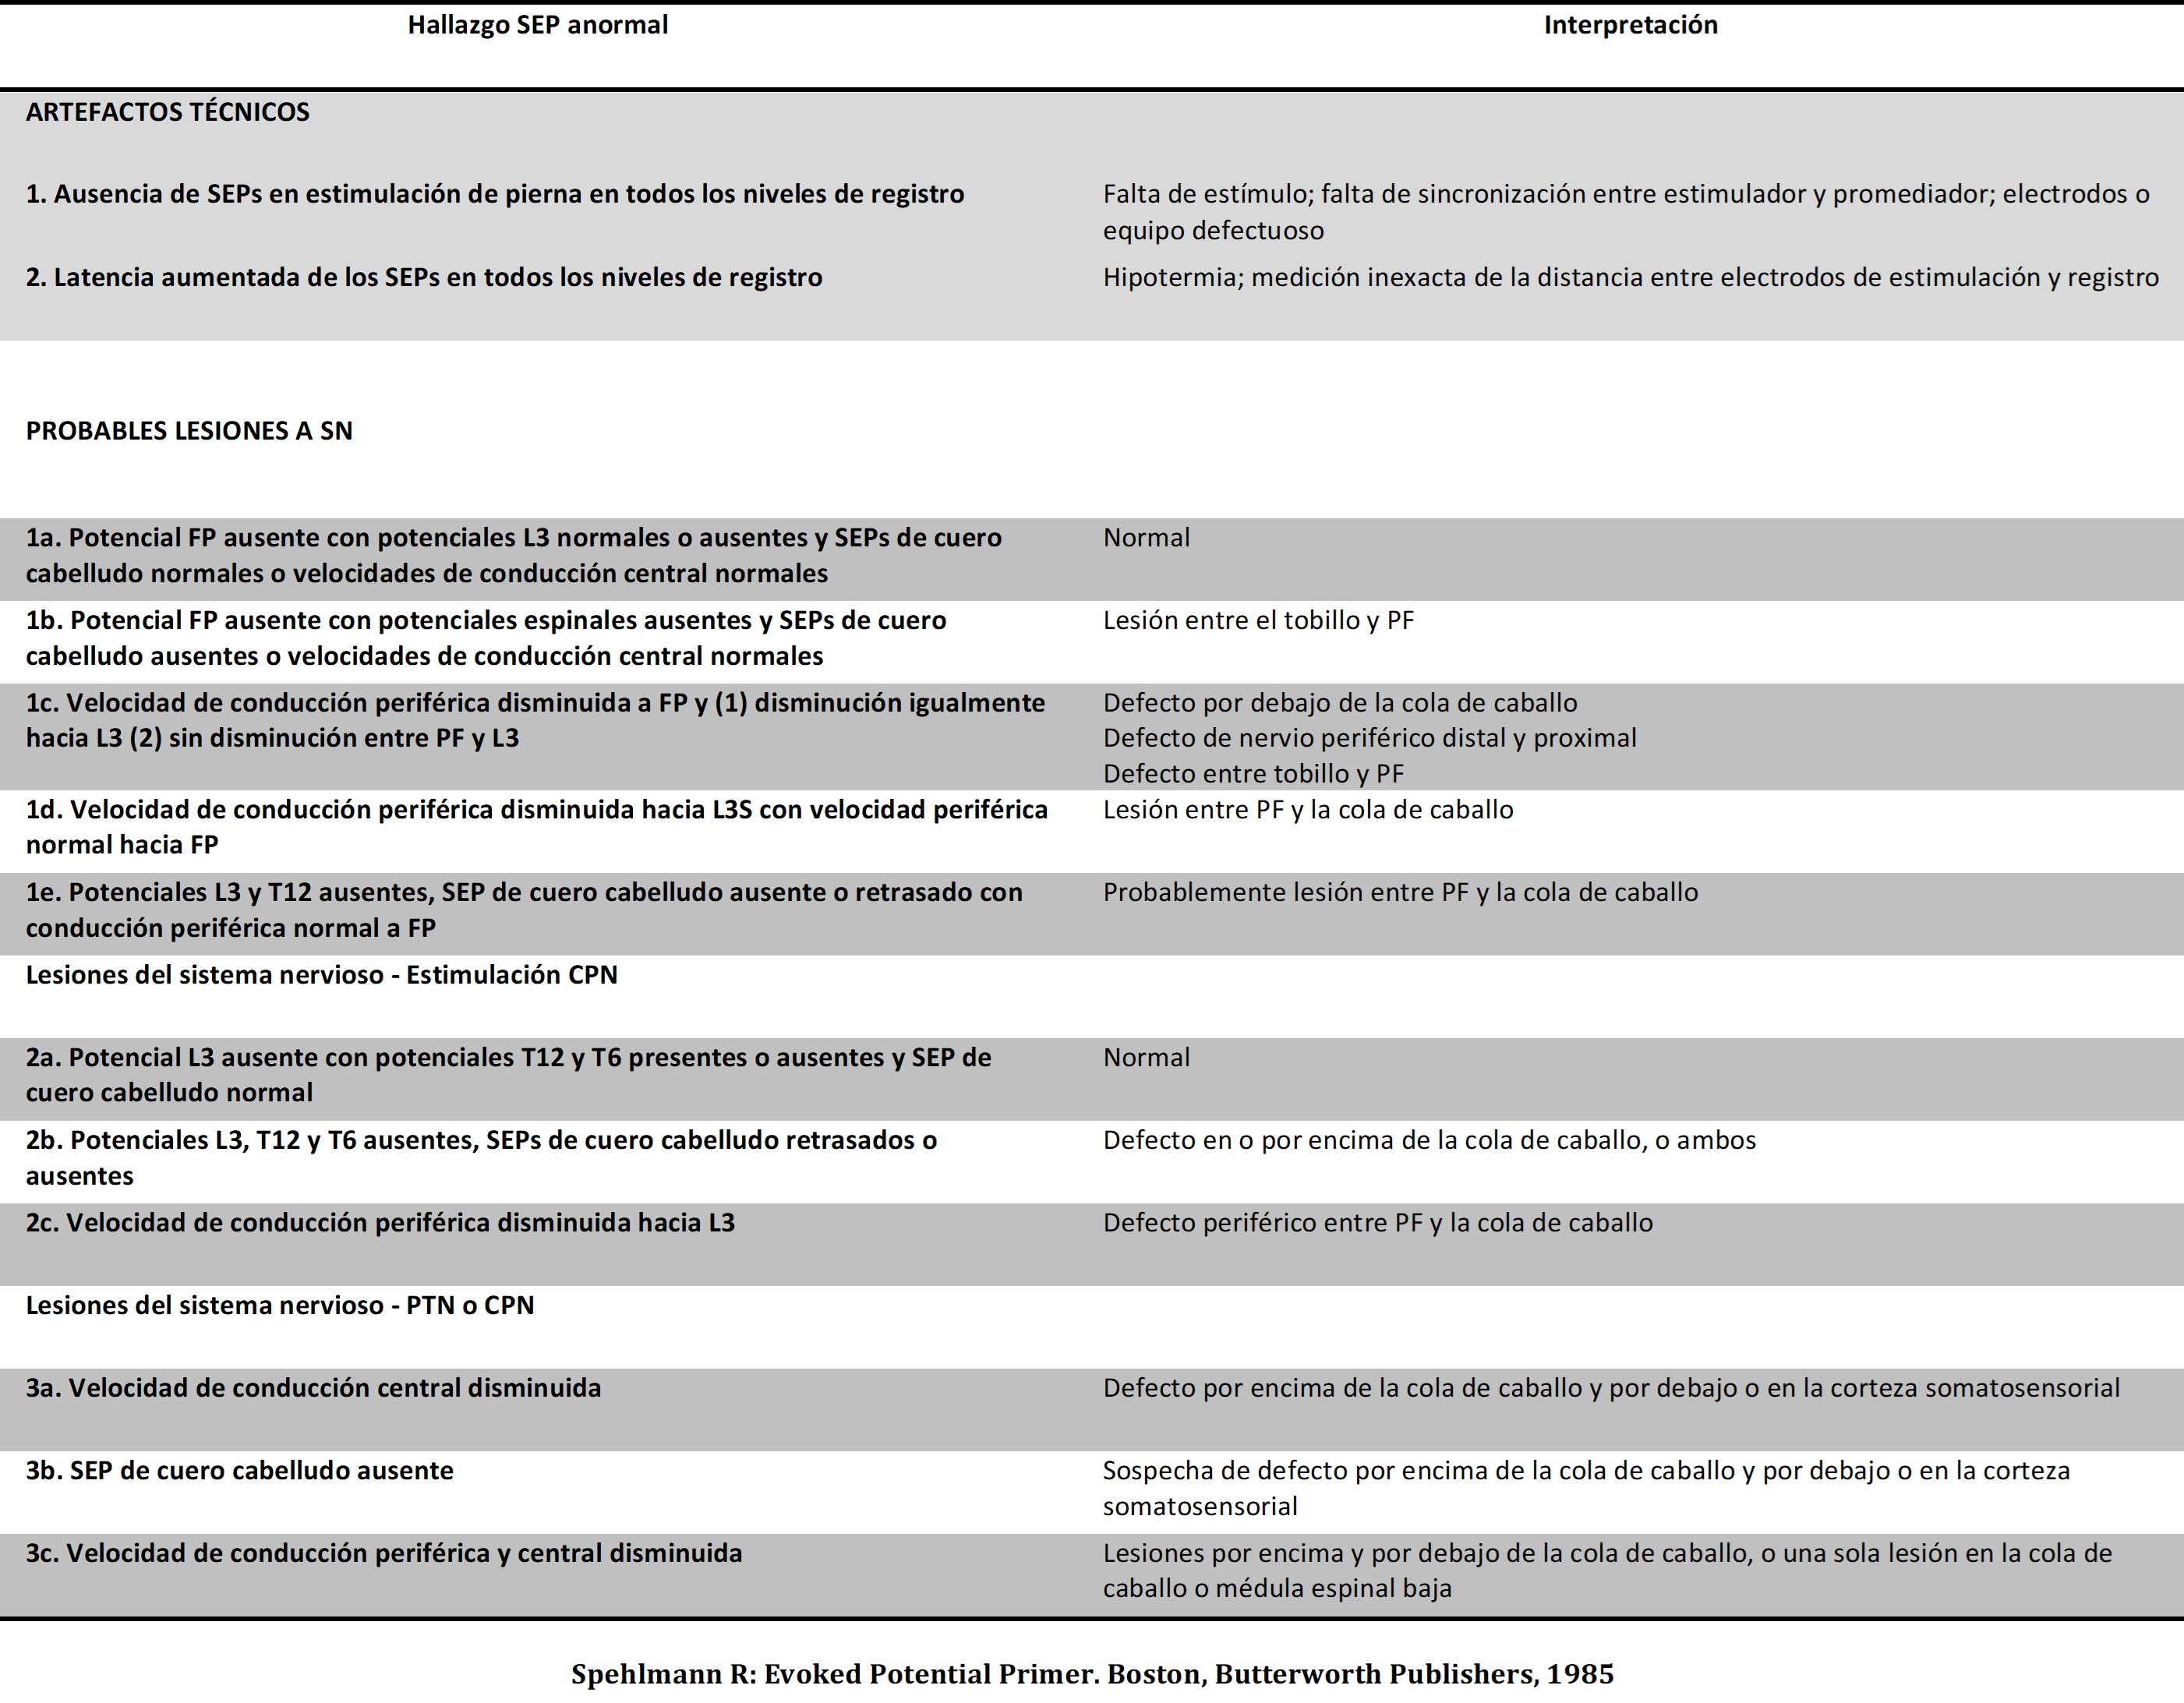 Hallazgo SEP anormal
Interpretación
ARTEFACTOS TÉCNICOS
1. Ausencia de SEPs en estimulación de pierna en todos los niveles de registro
Falta de estímulo; falta de sincronización entre estimulador y promediador; electrodos o
equipo defectuoso
2. Latencia aumentada de los SEPs en todos los niveles de registro
Hipotermia; medición inexacta de la distancia entre electrodos de estimulación y registro
PROBABLES LESIONES A SN
1a. Potencial FP ausente con potenciales L3 normales o ausentes y SEPs de cuero
cabelludo normales o velocidades de conducción central normales
Normal
1b. Potencial FP ausente con potenciales espinales ausentes y SEPs de cuero
cabelludo ausentes o velocidades de conducción central normales
Lesión entre el tobillo y PF
1c. Velocidad de conducción periférica disminuida a FP y (1) disminución igualmente
hacia L3 (2) sin disminución entre PF y L3
Defecto por debajo de la cola de caballo
Defecto de nervio periférico distal y proximal
Defecto entre tobillo y PF
1d. Velocidad de conducción periférica disminuida hacia L3S con velocidad periférica
normal hacia FP
Lesión entre PF y la cola de caballo
1e. Potenciales L3 y T12 ausentes, SEP de cuero cabelludo ausente o retrasado con
conducción periférica normal a FP
Probablemente lesión entre PF y la cola de caballo
Lesiones del sistema nervioso - Estimulación CPN
2a. Potencial L3 ausente con potenciales T12 y T6 presentes o ausentes y SEP de
cuero cabelludo normal
Normal
2b. Potenciales L3, T12 y T6 ausentes, SEPs de cuero cabelludo retrasados o
ausentes
Defecto en o por encima de la cola de caballo, o ambos
2c. Velocidad de conducción periférica disminuida hacia L3
Defecto periférico entre PF y la cola de caballo
Lesiones del sistema nervioso - PTN o CPN
3a. Velocidad de conducción central disminuida
Defecto por encima de la cola de caballo y por debajo o en la corteza somatosensorial
3b. SEP de cuero cabelludo ausente
Sospecha de defecto por encima de la cola de caballo y por debajo o en la corteza
somatosensorial
3c. Velocidad de conducción periférica y central disminuida
Lesiones por encima y por debajo de la cola de caballo, o una sola lesión en la cola de
caballo o médula espinal baja
Spehlmann R: Evoked Potential Primer. Boston, Butterworth Publishers, 1985